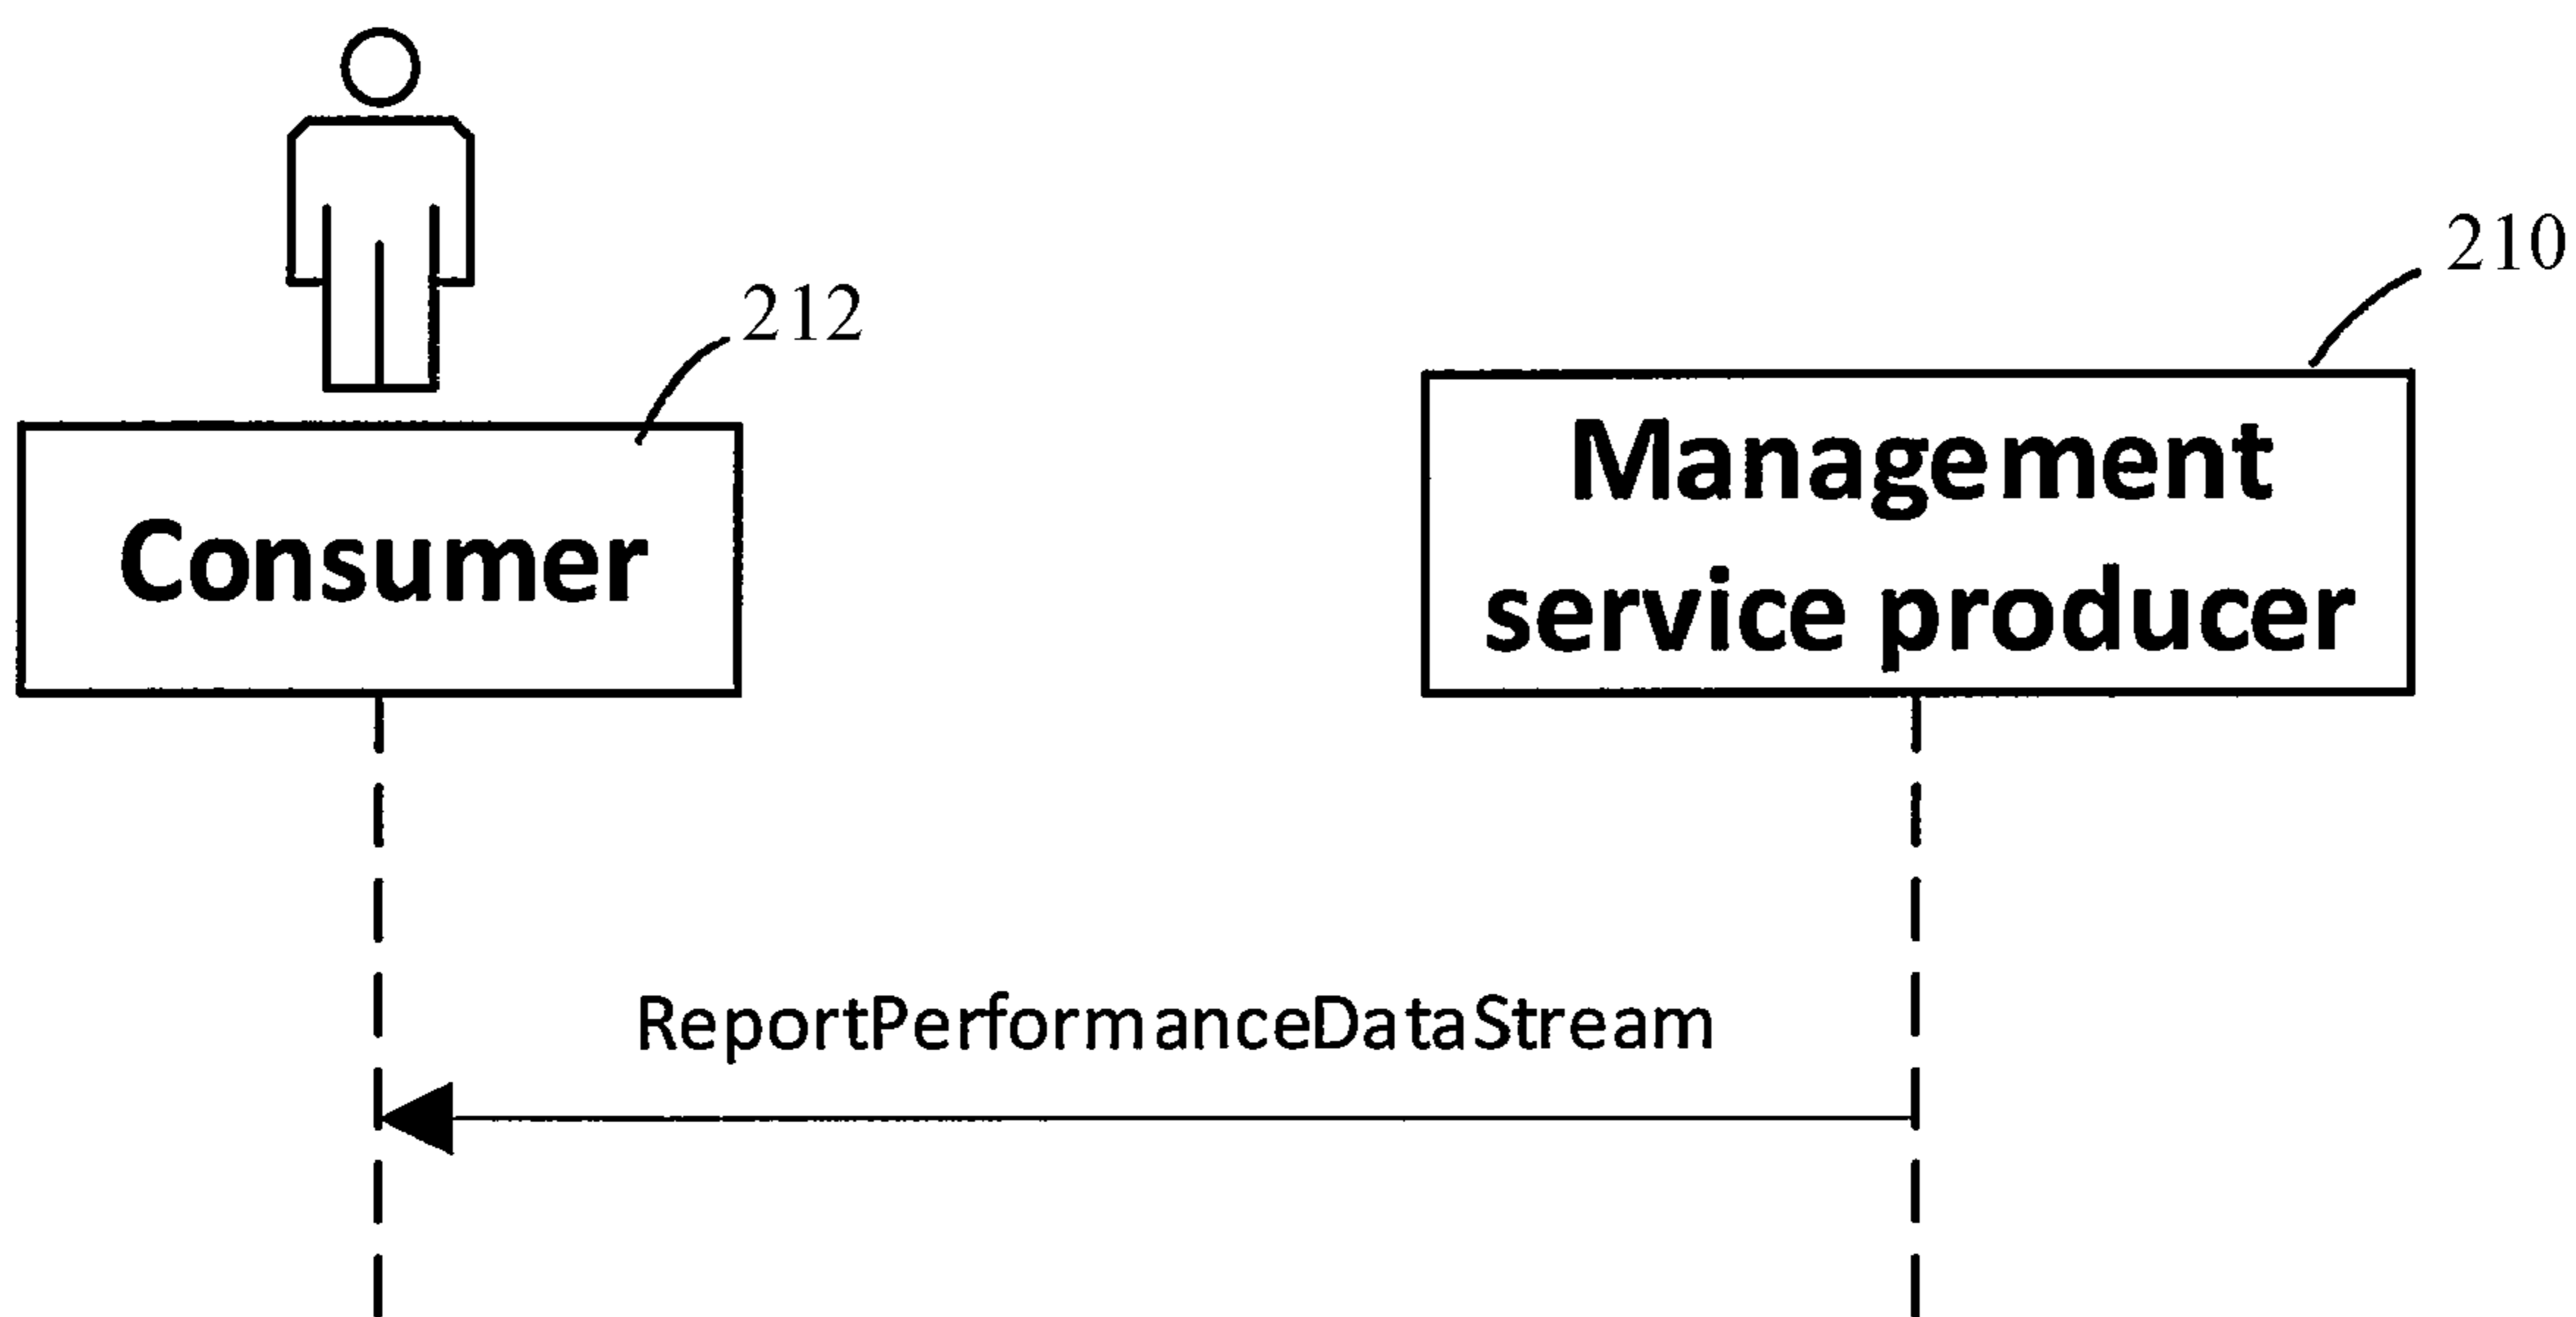 210
212
Management
service producer
Consumer
ReportPerformanceDataStream